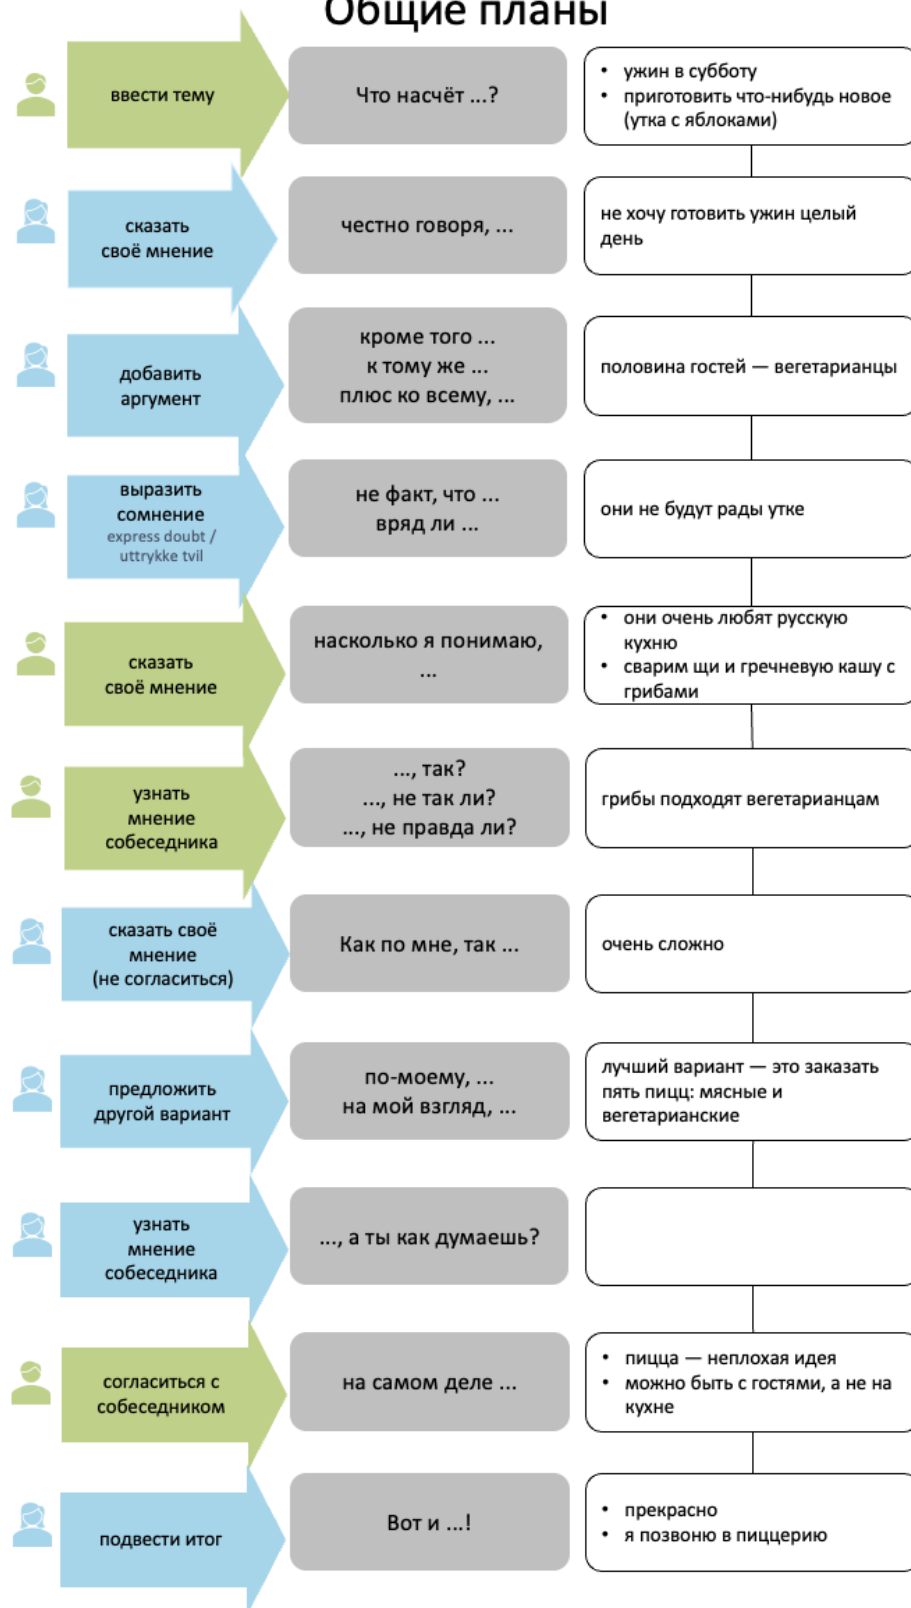 Общие планы
ввести тему
Что насчёт ...?
• ужин в субботу
• приготовить что-нибудь новое
(утка с яблоками)
сказать
своё мнение
честно говоря, ...
не хочу готовить ужин целый
день
добавить
аргумент
кроме того ...
к тому же ...
плюс ко всему, ...
половина гостей — вегетарианцы
выразить
сомнение
express doubt /
uttrykke tvil
не факт, что ...
вряд ли ...
они не будут рады утке
сказать
своё мнение
насколько я понимаю,
...
• они очень любят русскую
кухню
• сварим щи и гречневую кашу с
грибами
узнать
мнение
собеседника
..., так?
..., не так ли?
..., не правда ли?
грибы подходят вегетарианцам
сказать своё
мнение
(не согласиться)
Как по мне, так ...
очень сложно
предложить
другой вариант
по-моему, ...
на мой взгляд, ...
лучший вариант — это заказать
пять пицц: мясные и
вегетарианские
узнать
мнение
собеседника
..., а ты как думаешь?
согласиться с
собеседником
на самом деле ...
• пицца — неплохая идея
• можно быть с гостями, а не на
кухне
подвести итог
Вот и ...!
• прекрасно
• я позвоню в пиццерию